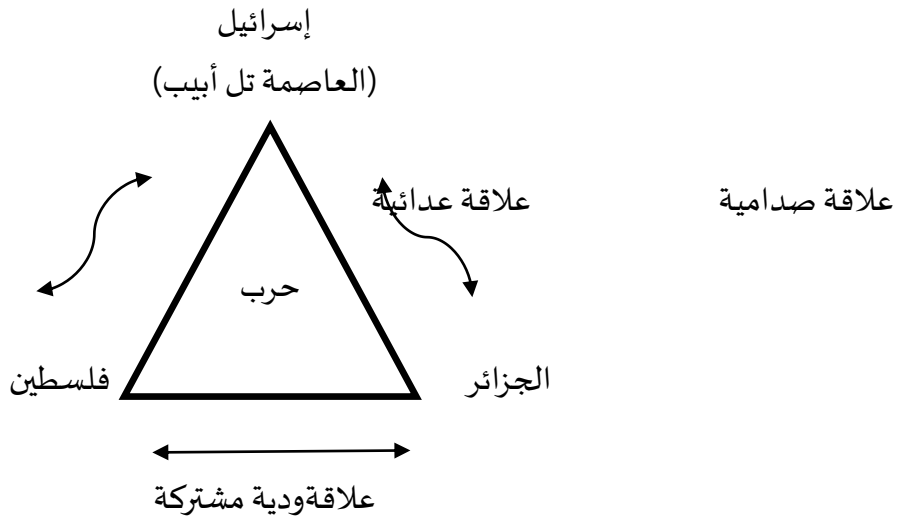 إسرائيل
(العاصمة تل أبيب)
علاقة صدامية
علاقة عدائية
حرب
الجزائر
فلسطين
علاقةودية مشتركة